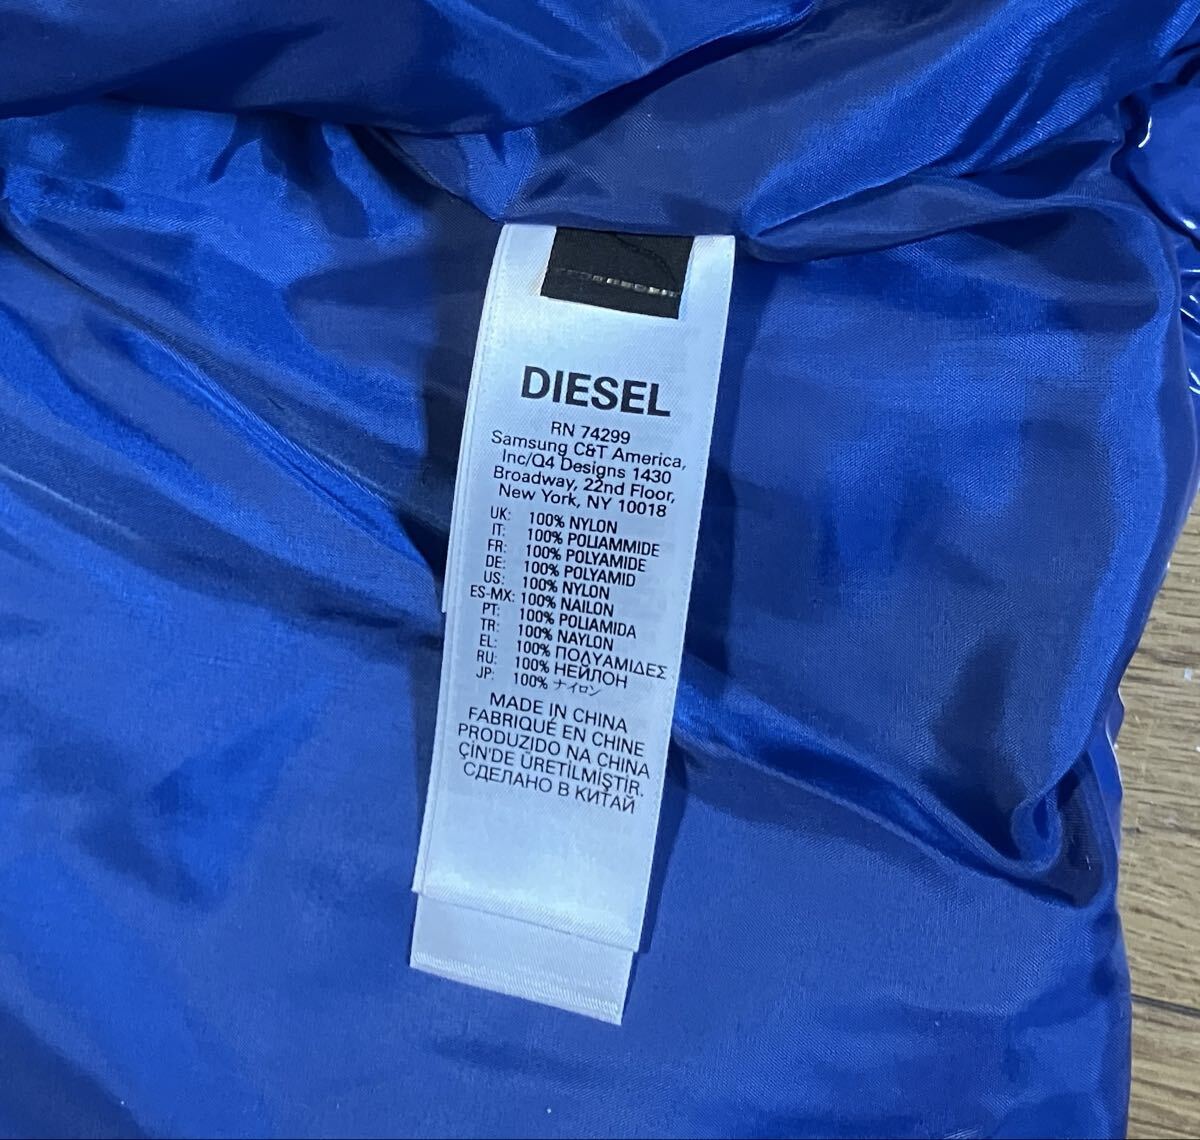 DIESEL
RN 74299
Samsung C&T America,
Inc/Q4 Designs 1430
Broadway, 22nd Floor,
New York, NY 10018
UK: 100% NYLON
IT: 100% POLIAMMIDE
FR: 100% POLYAMIDE
DE: 100% POLYAMID
US: 100% NYLON
ES-MX: 100% NAILON
PT: 100% POLIAMIDA
TR: 100% NAYLON
EL: 100% ΠΟΛΥΑΜΙΔΕΣ
RU: 100% НЕЙЛОН
JP: 100% ナイロン
MADE IN CHINA
FABRIQUÉ EN CHINE
PRODUZIDO NA CHINA
ÇİN'DE ÜRETİLMİŞTİR.
СДЕЛАНО В КИТАЙ